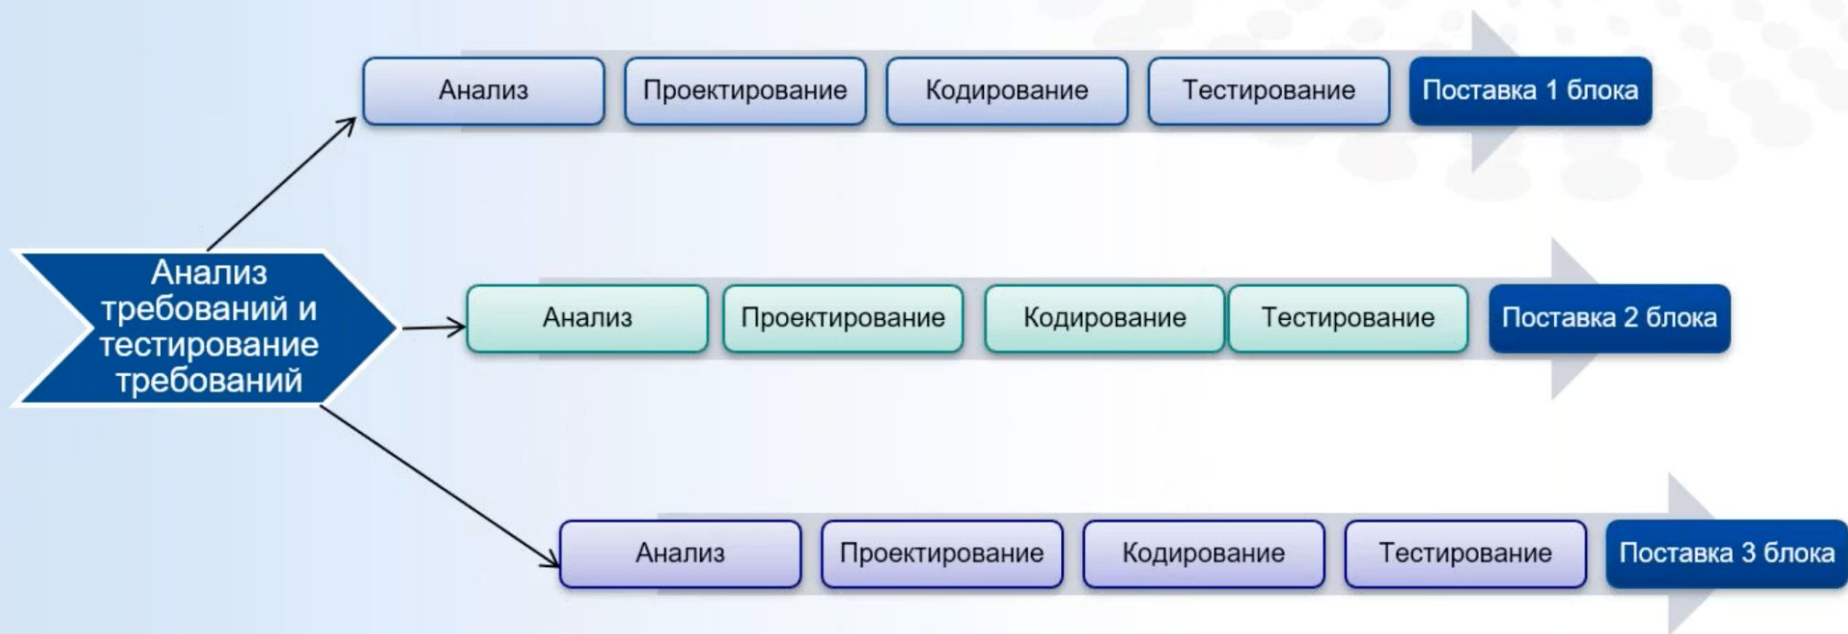 Анализ
Проектирование
Кодирование
Тестирование
Поставка 1 блока
Анализ
требований и
тестирование
требований
Анализ
Проектирование
Кодирование
Тестирование
Поставка 2 блока
Анализ
Проектирование
Кодирование
Тестирование
Поставка 3 блока